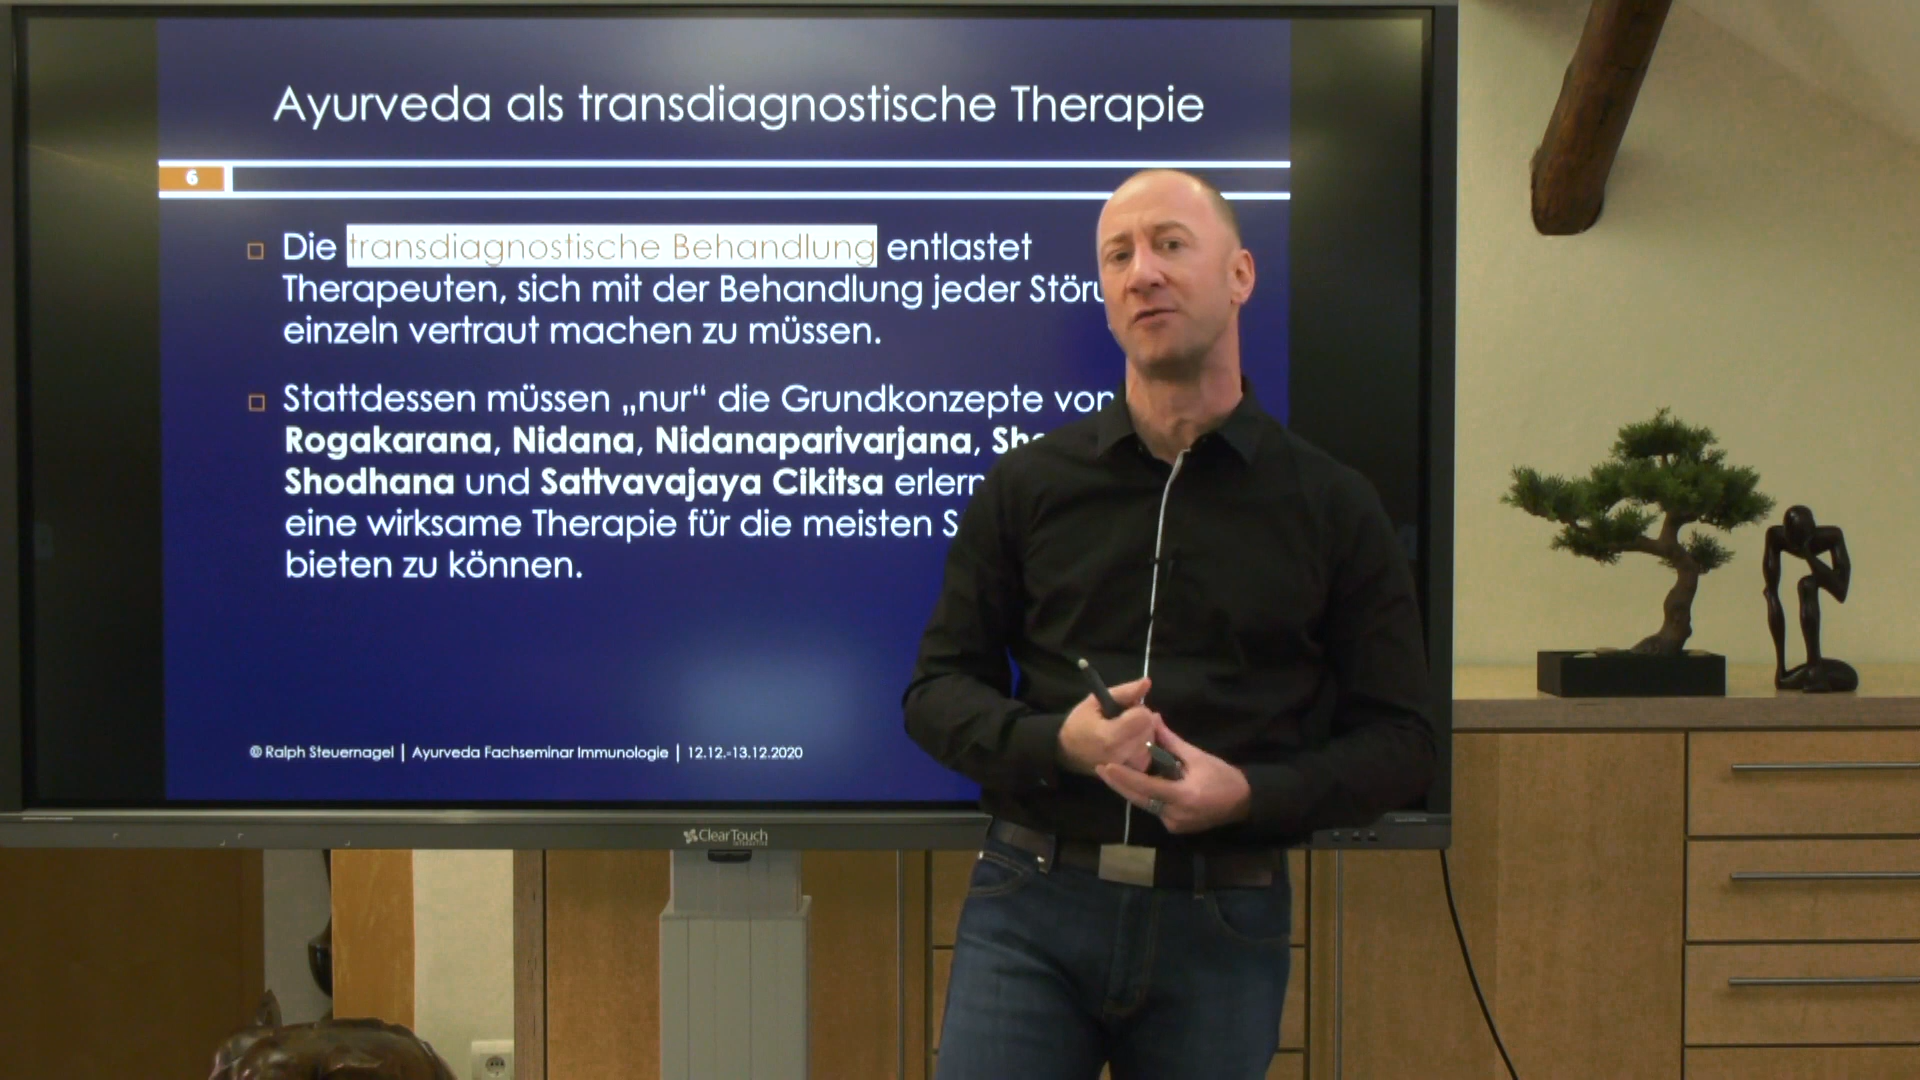 Ayurveda als transdiagnostische Therapie
6
Die transdiagnostische Behandlung entlastet
Therapeuten, sich mit der Behandlung jeder
einzeln vertraut machen zu müssen.
Stattdessen müssen „nur“ die Grundkonzepte von
Rogakarana, Nidana, Nidanaparivarjana,
Shodhana und Sattvavajaya Cikitsa
eine wirksame Therapie für die meisten
bieten zu können.
© Ralph Steuernagel | Ayurveda Fachseminar Immunologie | 12.12.-13.12.2020
ClearTouch